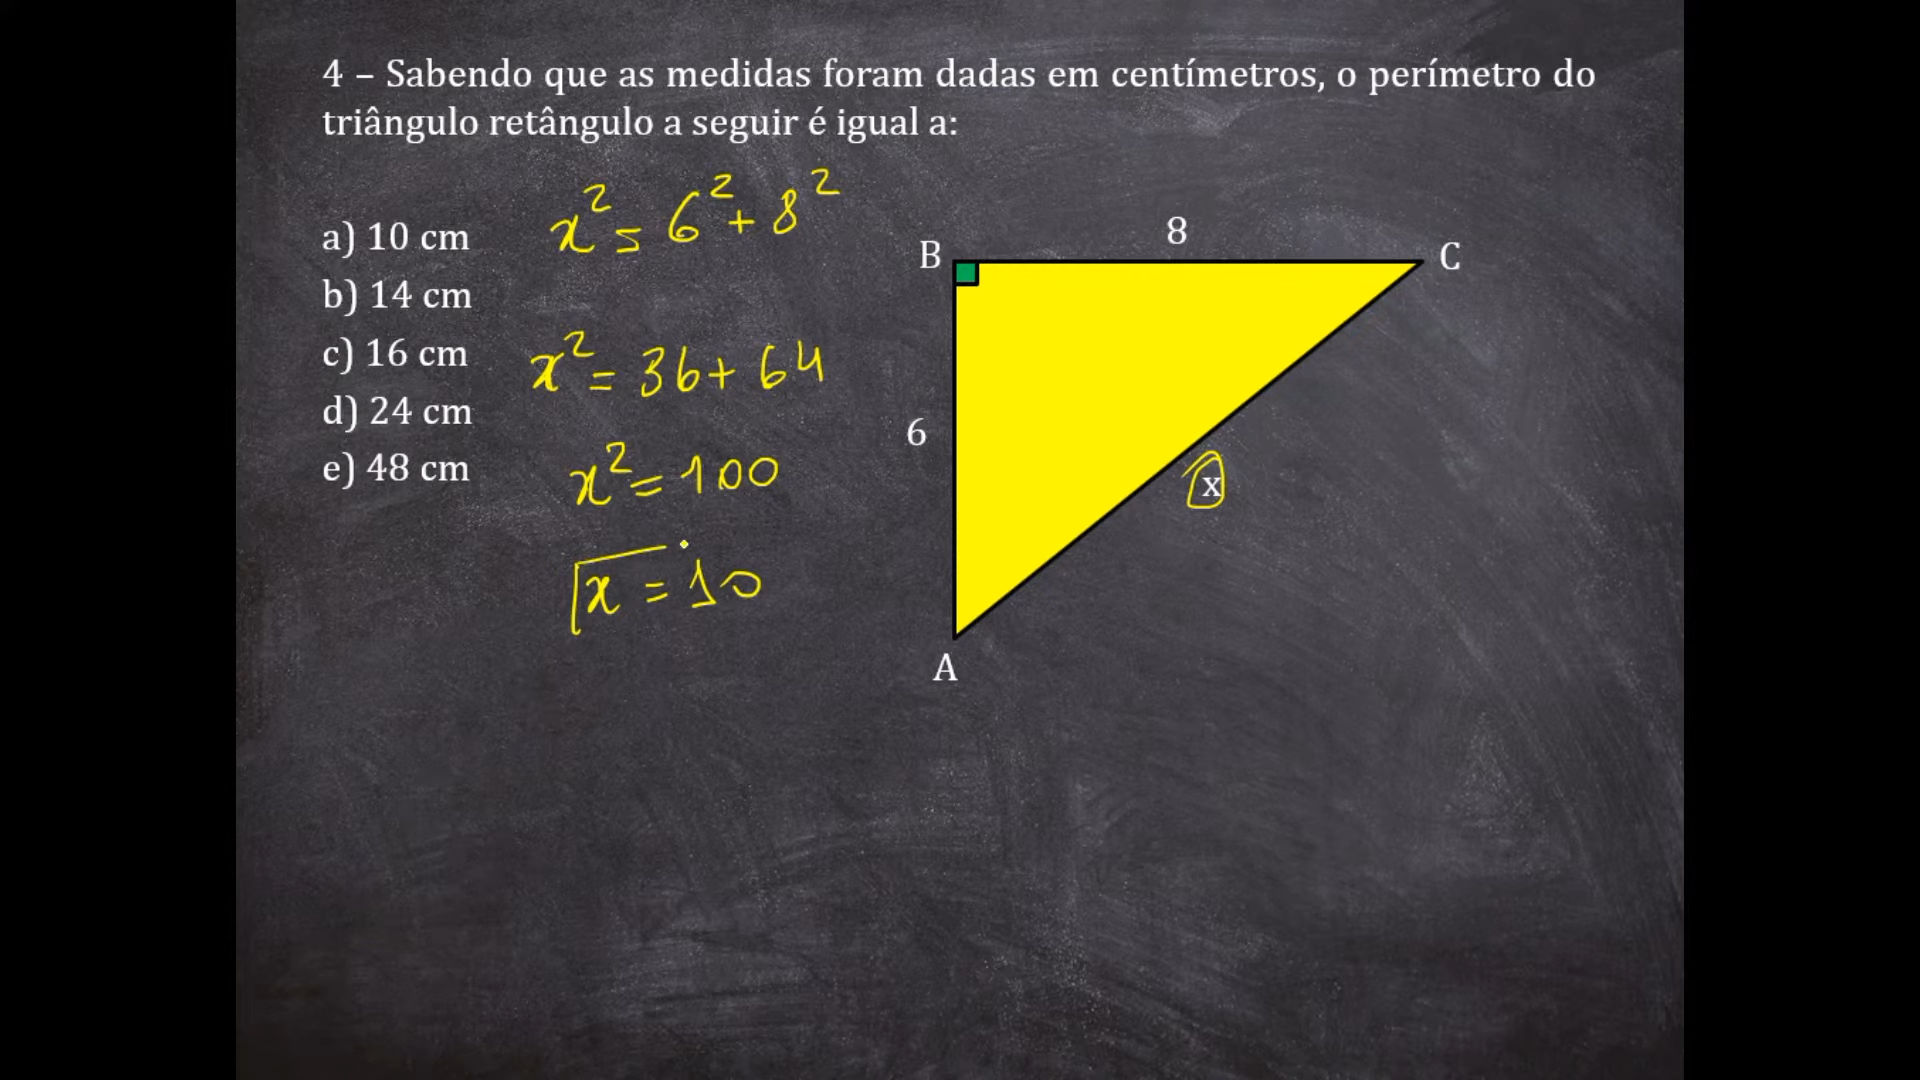 4 – Sabendo que as medidas foram dadas em centímetros, o perímetro do
triângulo retângulo a seguir é igual a:
a) 10 cm
b) 14 cm
c) 16 cm
d) 24 cm
e) 48 cm
x² = 6² + 8²
x² = 36 + 64
x² = 100
x = 10
8
B
C
6
x
A